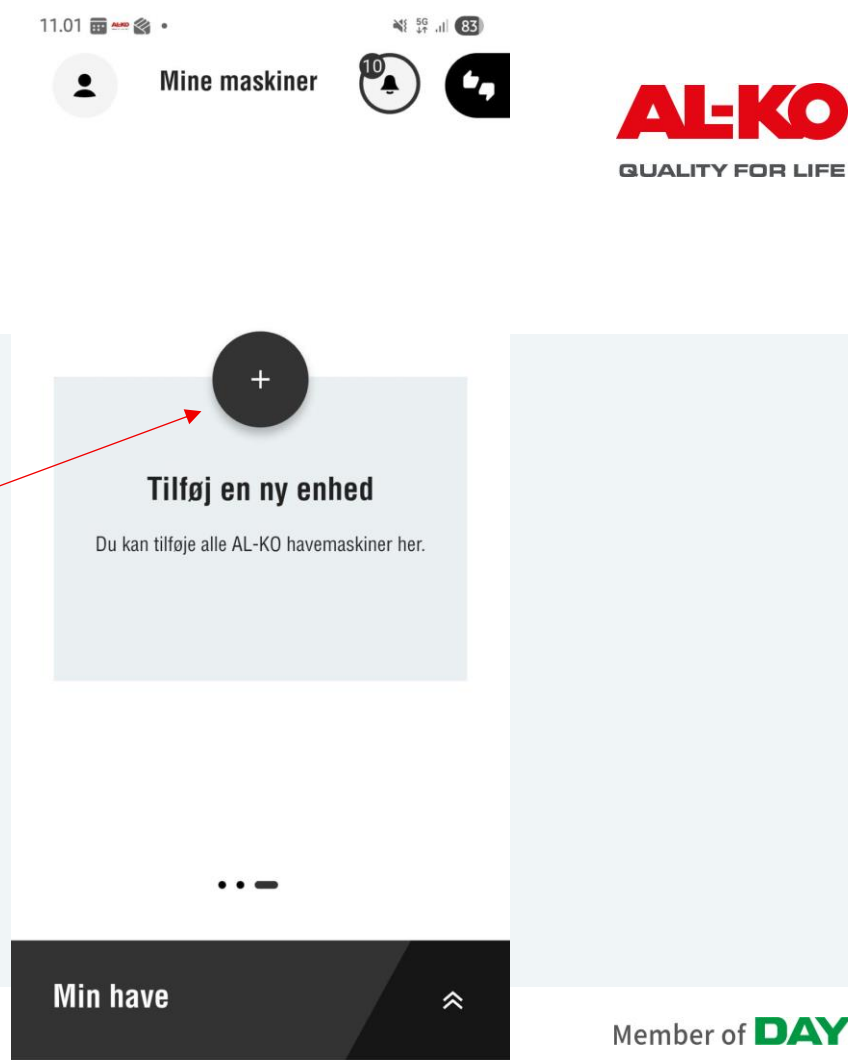 11.01
5G
83
Mine maskiner
10
AL-KO
QUALITY FOR LIFE
+
Tilføj en ny enhed
Du kan tilføje alle AL-KO havemaskiner her.
Min have
Member of DAY